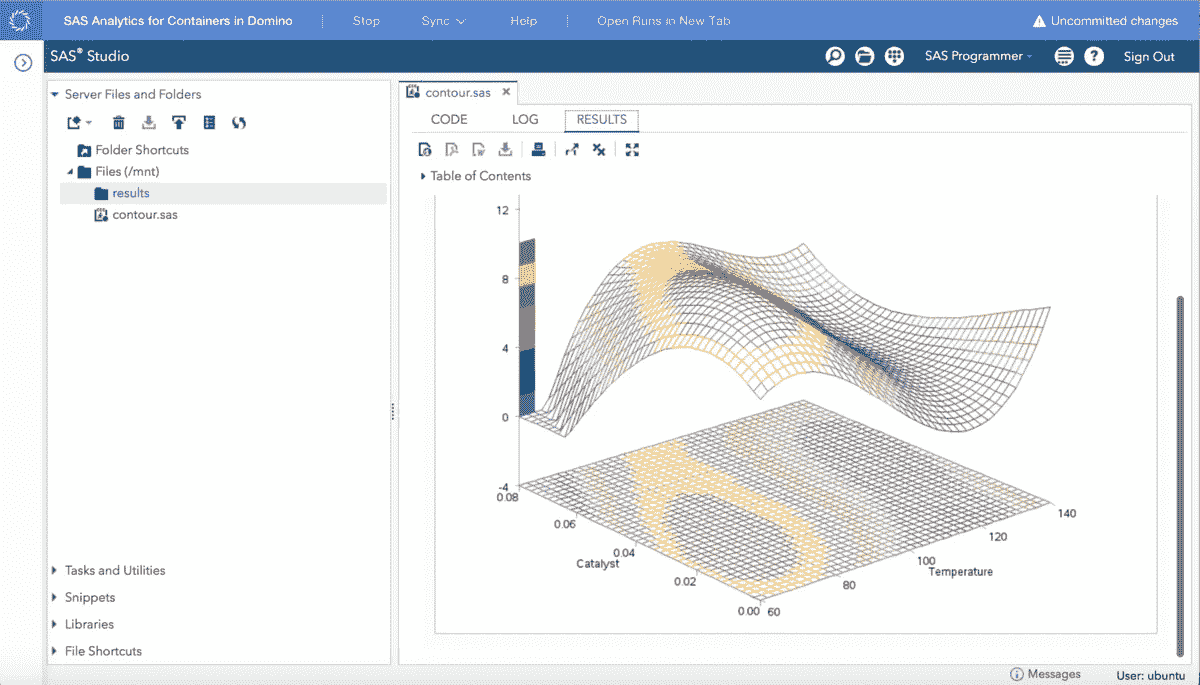 SAS Analytics for Containers in Domino Stop Sync Help Open Runs in New Tab Uncommitted changes
SAS® Studio SAS Programmer ? Sign Out
Server Files and Folders
Folder Shortcuts
Files (/mnt)
results
contour.sas
Tasks and Utilities
Snippets
Libraries
File Shortcuts
contour.sas
CODE LOG RESULTS
Table of Contents
12
8
4
0
-4
0.08
0.06
0.04
Catalyst
0.02
0.00 60
80
100
Temperature
120
140
Messages User: ubuntu